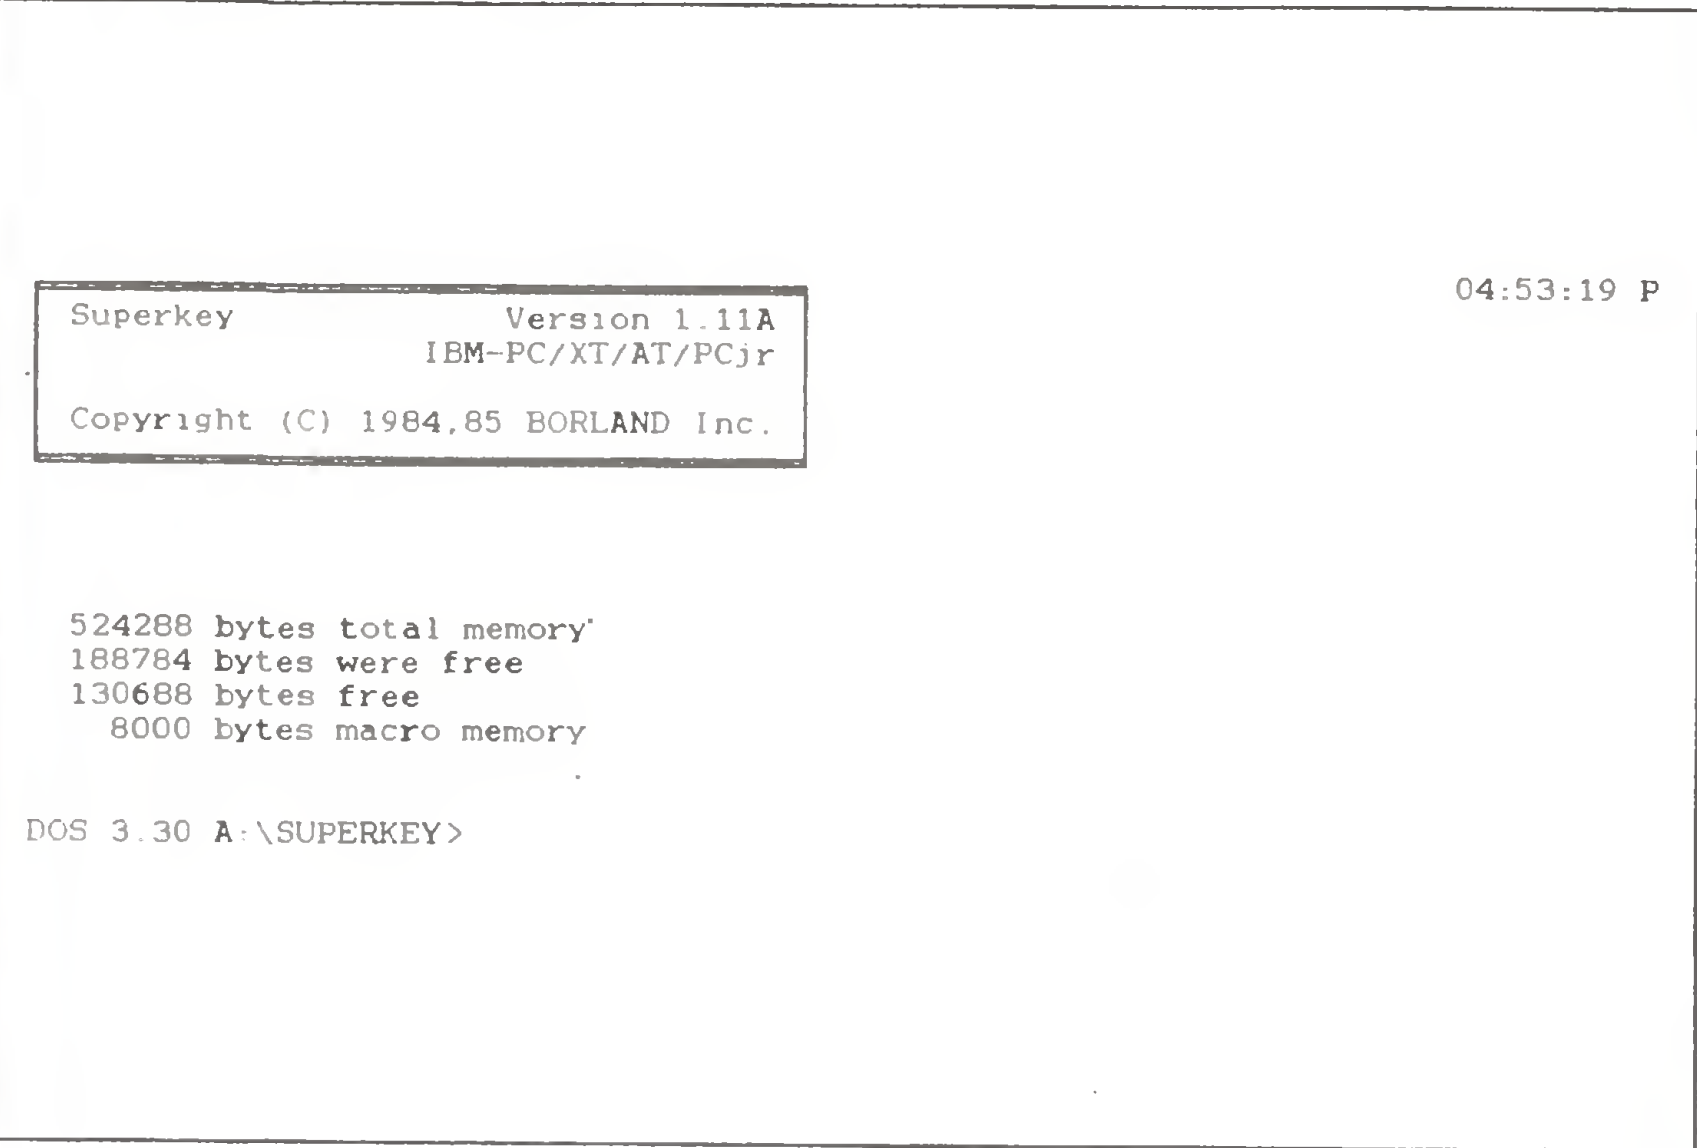 04:53:19 P
Superkey Version 1.11A
IBM-PC/XT/AT/PCjr
Copyright (C) 1984,85 BORLAND Inc.
524288 bytes total memory
188784 bytes were free
130688 bytes free
8000 bytes macro memory
DOS 3.30 A:\SUPERKEY>